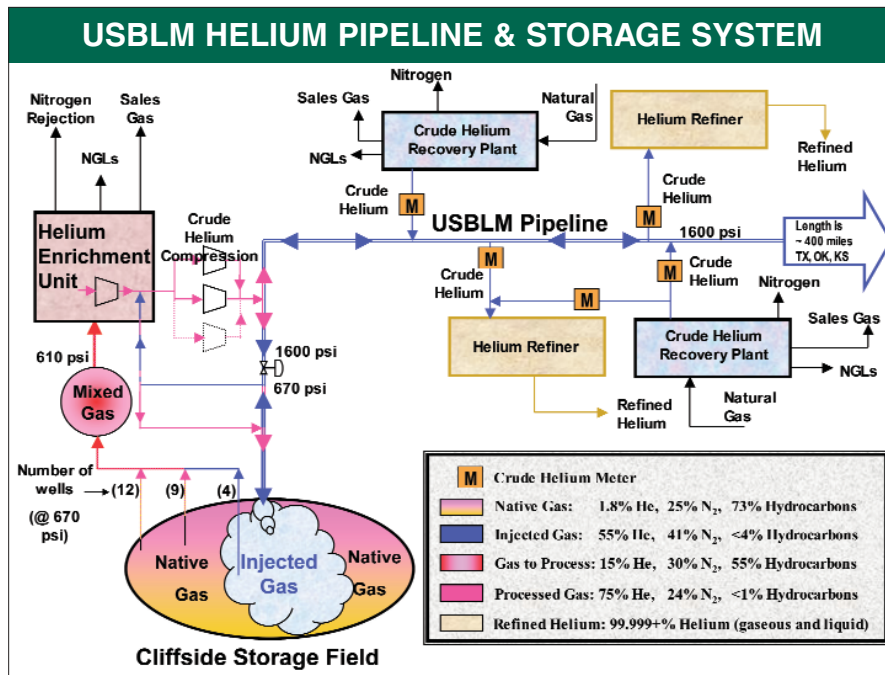 USBLM HELIUM PIPELINE & STORAGE SYSTEM
Nitrogen
Rejection
Sales
Gas
NGLs
Helium
Enrichment
Unit
Crude
Helium
Compression
610 psi
Mixed
Gas
Number of
wells
(@ 670
psi)
(12)
(9)
(4)
1600 psi
670 psi
Native
Gas
Injected
Gas
Native
Gas
Cliffside Storage Field
Nitrogen
Sales Gas
NGLs
Crude Helium
Recovery Plant
Natural
Gas
Crude
Helium
M
USBLM Pipeline
Helium Refiner
Refined
Helium
Crude
Helium
M
1600 psi
Length is
~ 400 miles
TX, OK, KS
Crude
Helium
M
M
M
Crude
Helium
Nitrogen
Helium Refiner
Refined
Helium
Crude Helium
Recovery Plant
Sales Gas
NGLs
Natural
Gas
M Crude Helium Meter
Native Gas: 1.8% He, 25% N₂, 73% Hydrocarbons
Injected Gas: 55% He, 41% N₂, <4% Hydrocarbons
Gas to Process: 15% He, 30% N₂, 55% Hydrocarbons
Processed Gas: 75% He, 24% N₂, <1% Hydrocarbons
Refined Helium: 99.999+% Helium (gaseous and liquid)